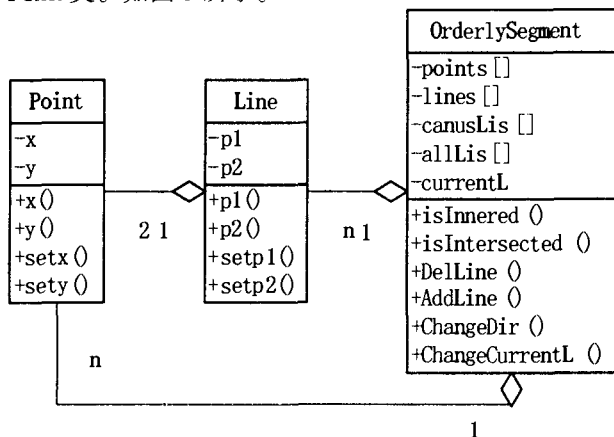 OrderlySegment
-points[]
-lines[]
-canusLis[]
-allLis[]
-currentL
+isInnered()
+isIntersected()
+DelLine()
+AddLine()
+ChangeDir()
+ChangeCurrentL()
Point
-x
-y
+x()
+y()
+setx()
+sety()
Line
-p1
-p2
+p1()
+p2()
+setp1()
+setp2()
2 1
n 1
n
1